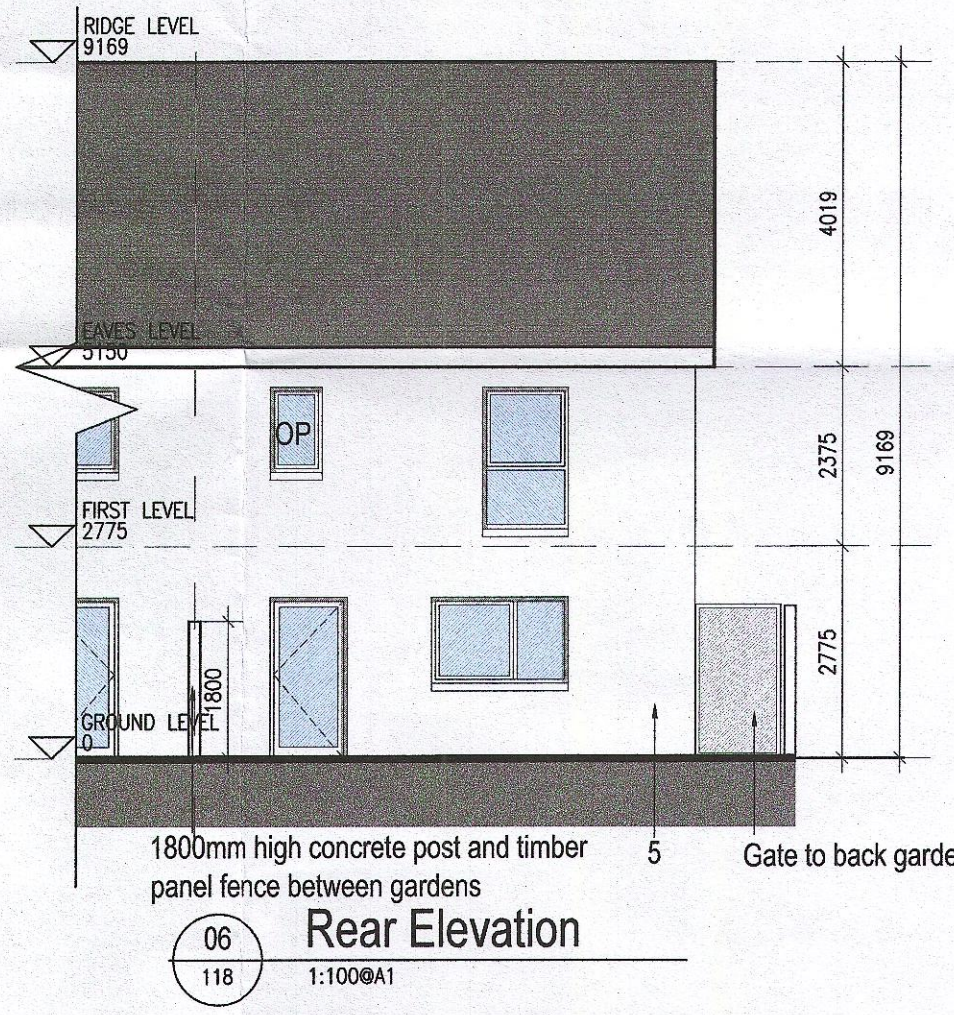 RIDGE LEVEL
9169
4019
EAVES LEVEL
5150
OP
2375
9169
FIRST LEVEL
2775
2775
1800
GROUND LEVEL
0
1800mm high concrete post and timber
panel fence between gardens
5
Gate to back garde
06
118
Rear Elevation
1:100@A1